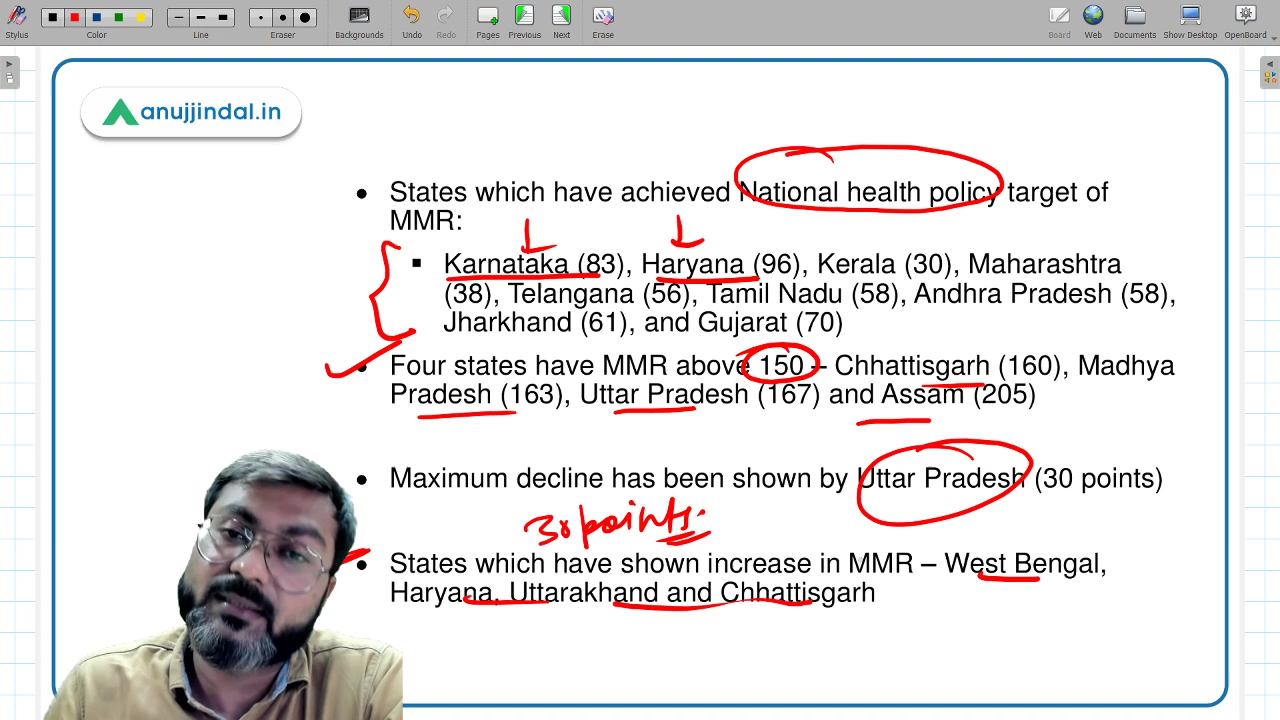 Stylus
Color
Line
Eraser
Backgrounds
Undo
Redo
Pages
Previous
Next
Erase
Board
Web
Documents
Show Desktop
OpenBoard
anujjindal.in
• States which have achieved National health policy target of
MMR:
▪ Karnataka (83), Haryana (96), Kerala (30), Maharashtra
(38), Telangana (56), Tamil Nadu (58), Andhra Pradesh (58),
Jharkhand (61), and Gujarat (70)
• Four states have MMR above 150 – Chhattisgarh (160), Madhya
Pradesh (163), Uttar Pradesh (167) and Assam (205)
• Maximum decline has been shown by Uttar Pradesh (30 points)
30 points.
• States which have shown increase in MMR – West Bengal,
Haryana, Uttarakhand and Chhattisgarh